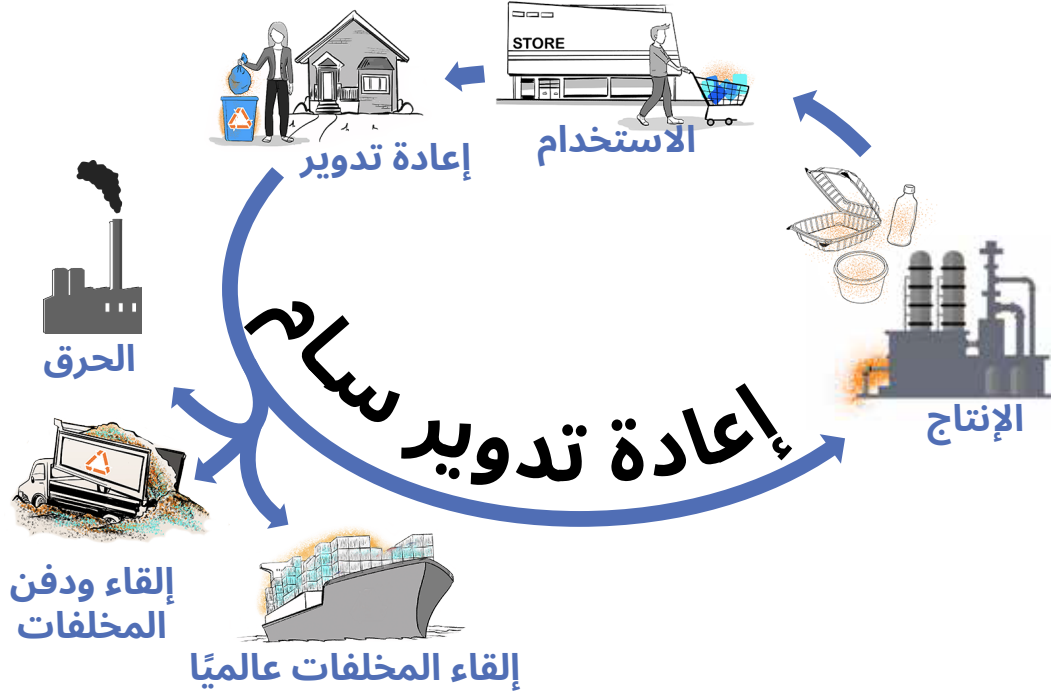 STORE
الاستخدام
إعادة تدوير
الحرق
الإنتاج
إعادة تدوير سام
إلقاء ودفن
المخلفات
إلقاء المخلفات عالميًا